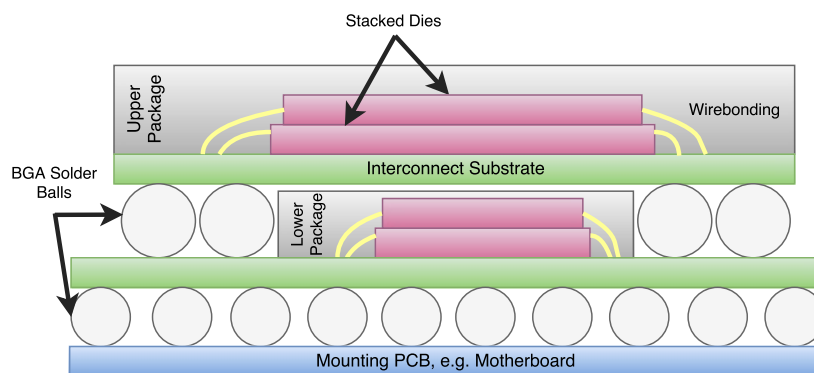 Stacked Dies
Upper
Package
Wirebonding
Interconnect Substrate
BGA Solder
Balls
Lower
Package
Mounting PCB, e.g. Motherboard